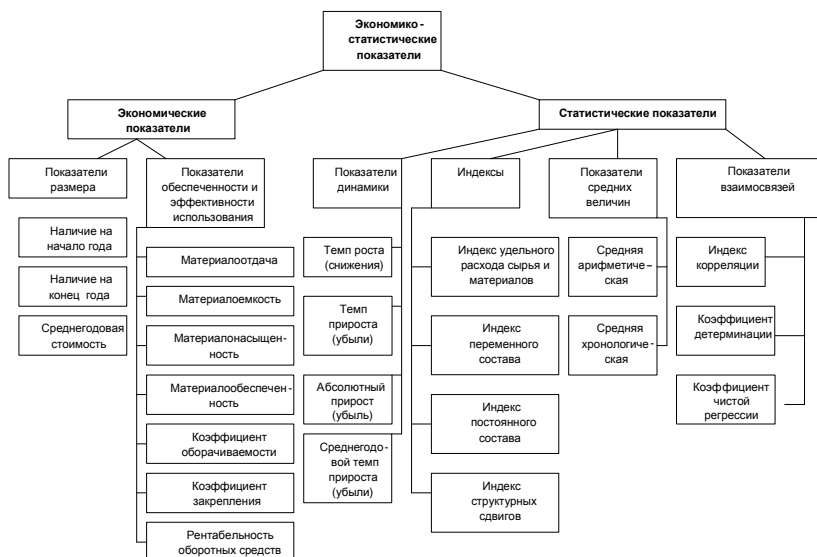 Экономико-
статистические
показатели
Экономические
показатели
Статистические показатели
Показатели
размера
Показатели
обеспеченности и
эффективности
использования
Показатели
динамики
Индексы
Показатели
средних
величин
Показатели
взаимосвязей
Наличие на
начало года
Наличие на
конец года
Среднегодовая
стоимость
Материалоотдача
Материалоемкость
Материалонасыщен-
ность
Материалообеспечен-
ность
Коэффициент
оборачиваемости
Коэффициент
закрепления
Рентабельность
оборотных средств
Темп роста
(снижения)
Темп
прироста
(убыли)
Абсолютный
прирост
(убыль)
Среднегодо-
вой темп
прироста
(убыли)
Индекс удельного
расхода сырья и
материалов
Индекс
переменного
состава
Индекс
постоянного
состава
Индекс
структурных
сдвигов
Средняя
арифметиче-
ская
Средняя
хронологиче-
ская
Индекс
корреляции
Коэффициент
детерминации
Коэффициент
чистой
регрессии